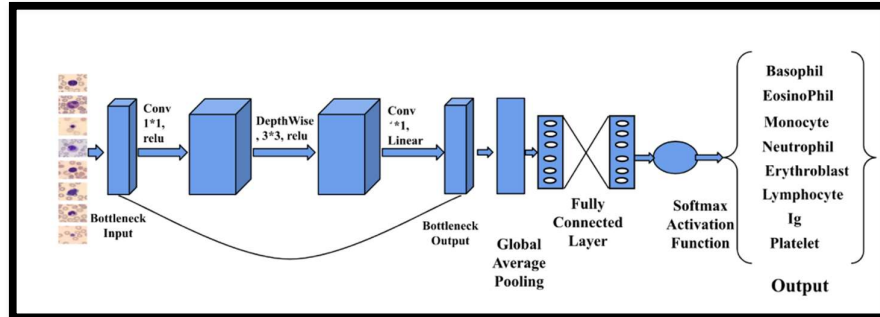 Conv
1*1,
relu
DepthWise
, 3*3, relu
Conv
*1,
Linear
Bottleneck
Input
Bottleneck
Output
Global
Average
Pooling
Fully
Connected
Layer
Softmax
Activation
Function
Basophil
EosinoPhil
Monocyte
Neutrophil
Erythroblast
Lymphocyte
Ig
Platelet
Output